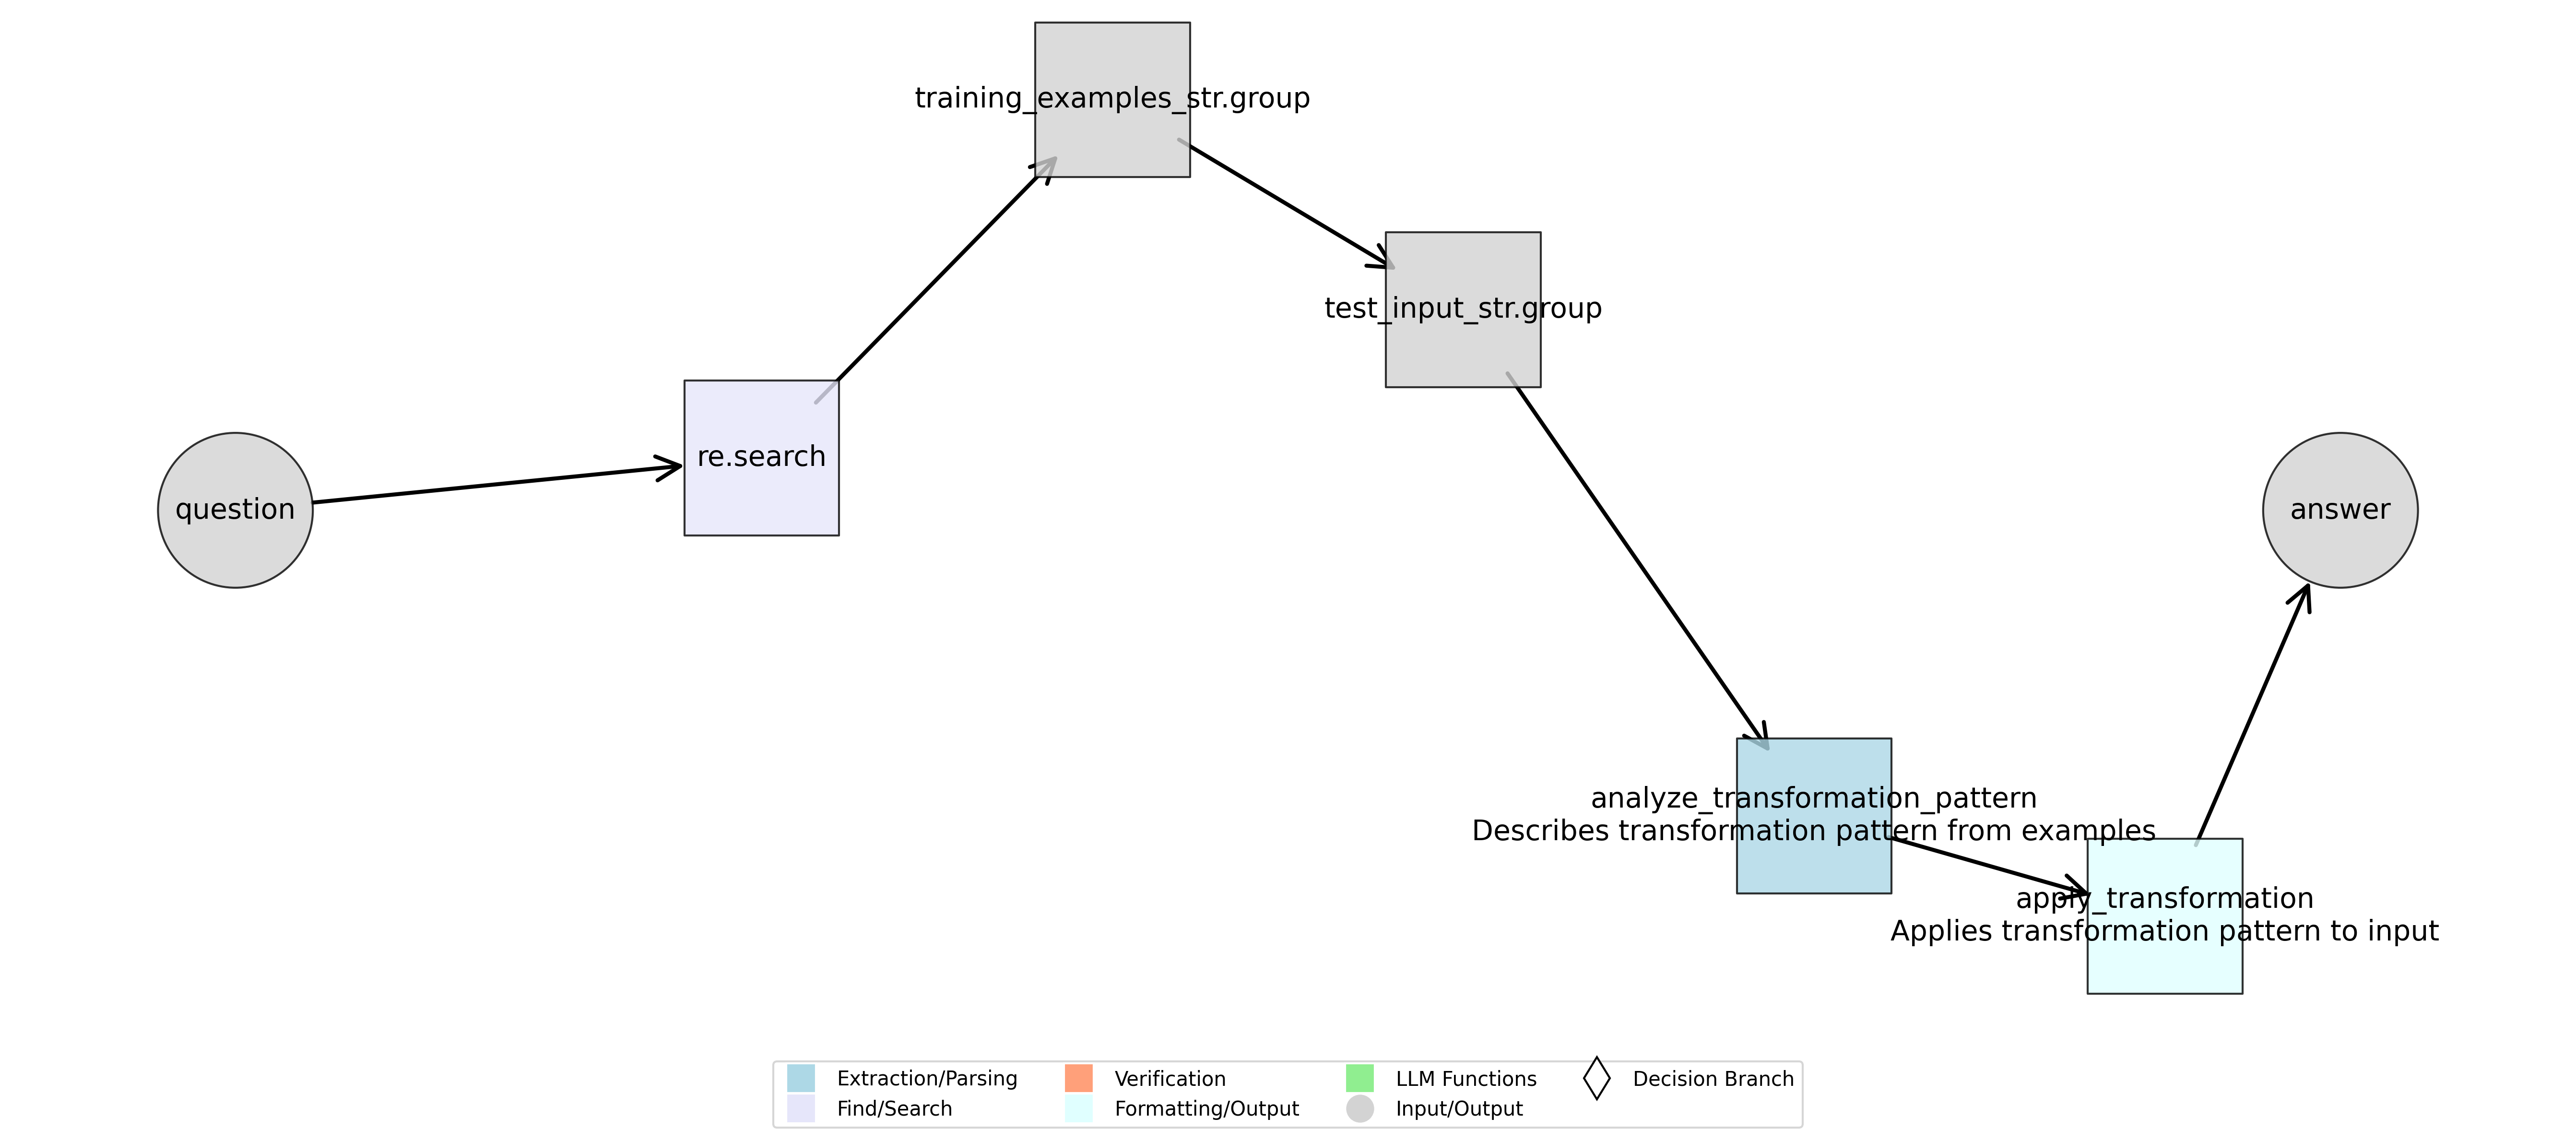 training_examples_str.group
test_input_str.group
re.search
question
answer
analyze_transformation_pattern
Describes transformation pattern from examples
apply_transformation
Applies transformation pattern to input
Extraction/Parsing
Find/Search
Verification
Formatting/Output
LLM Functions
Input/Output
Decision Branch